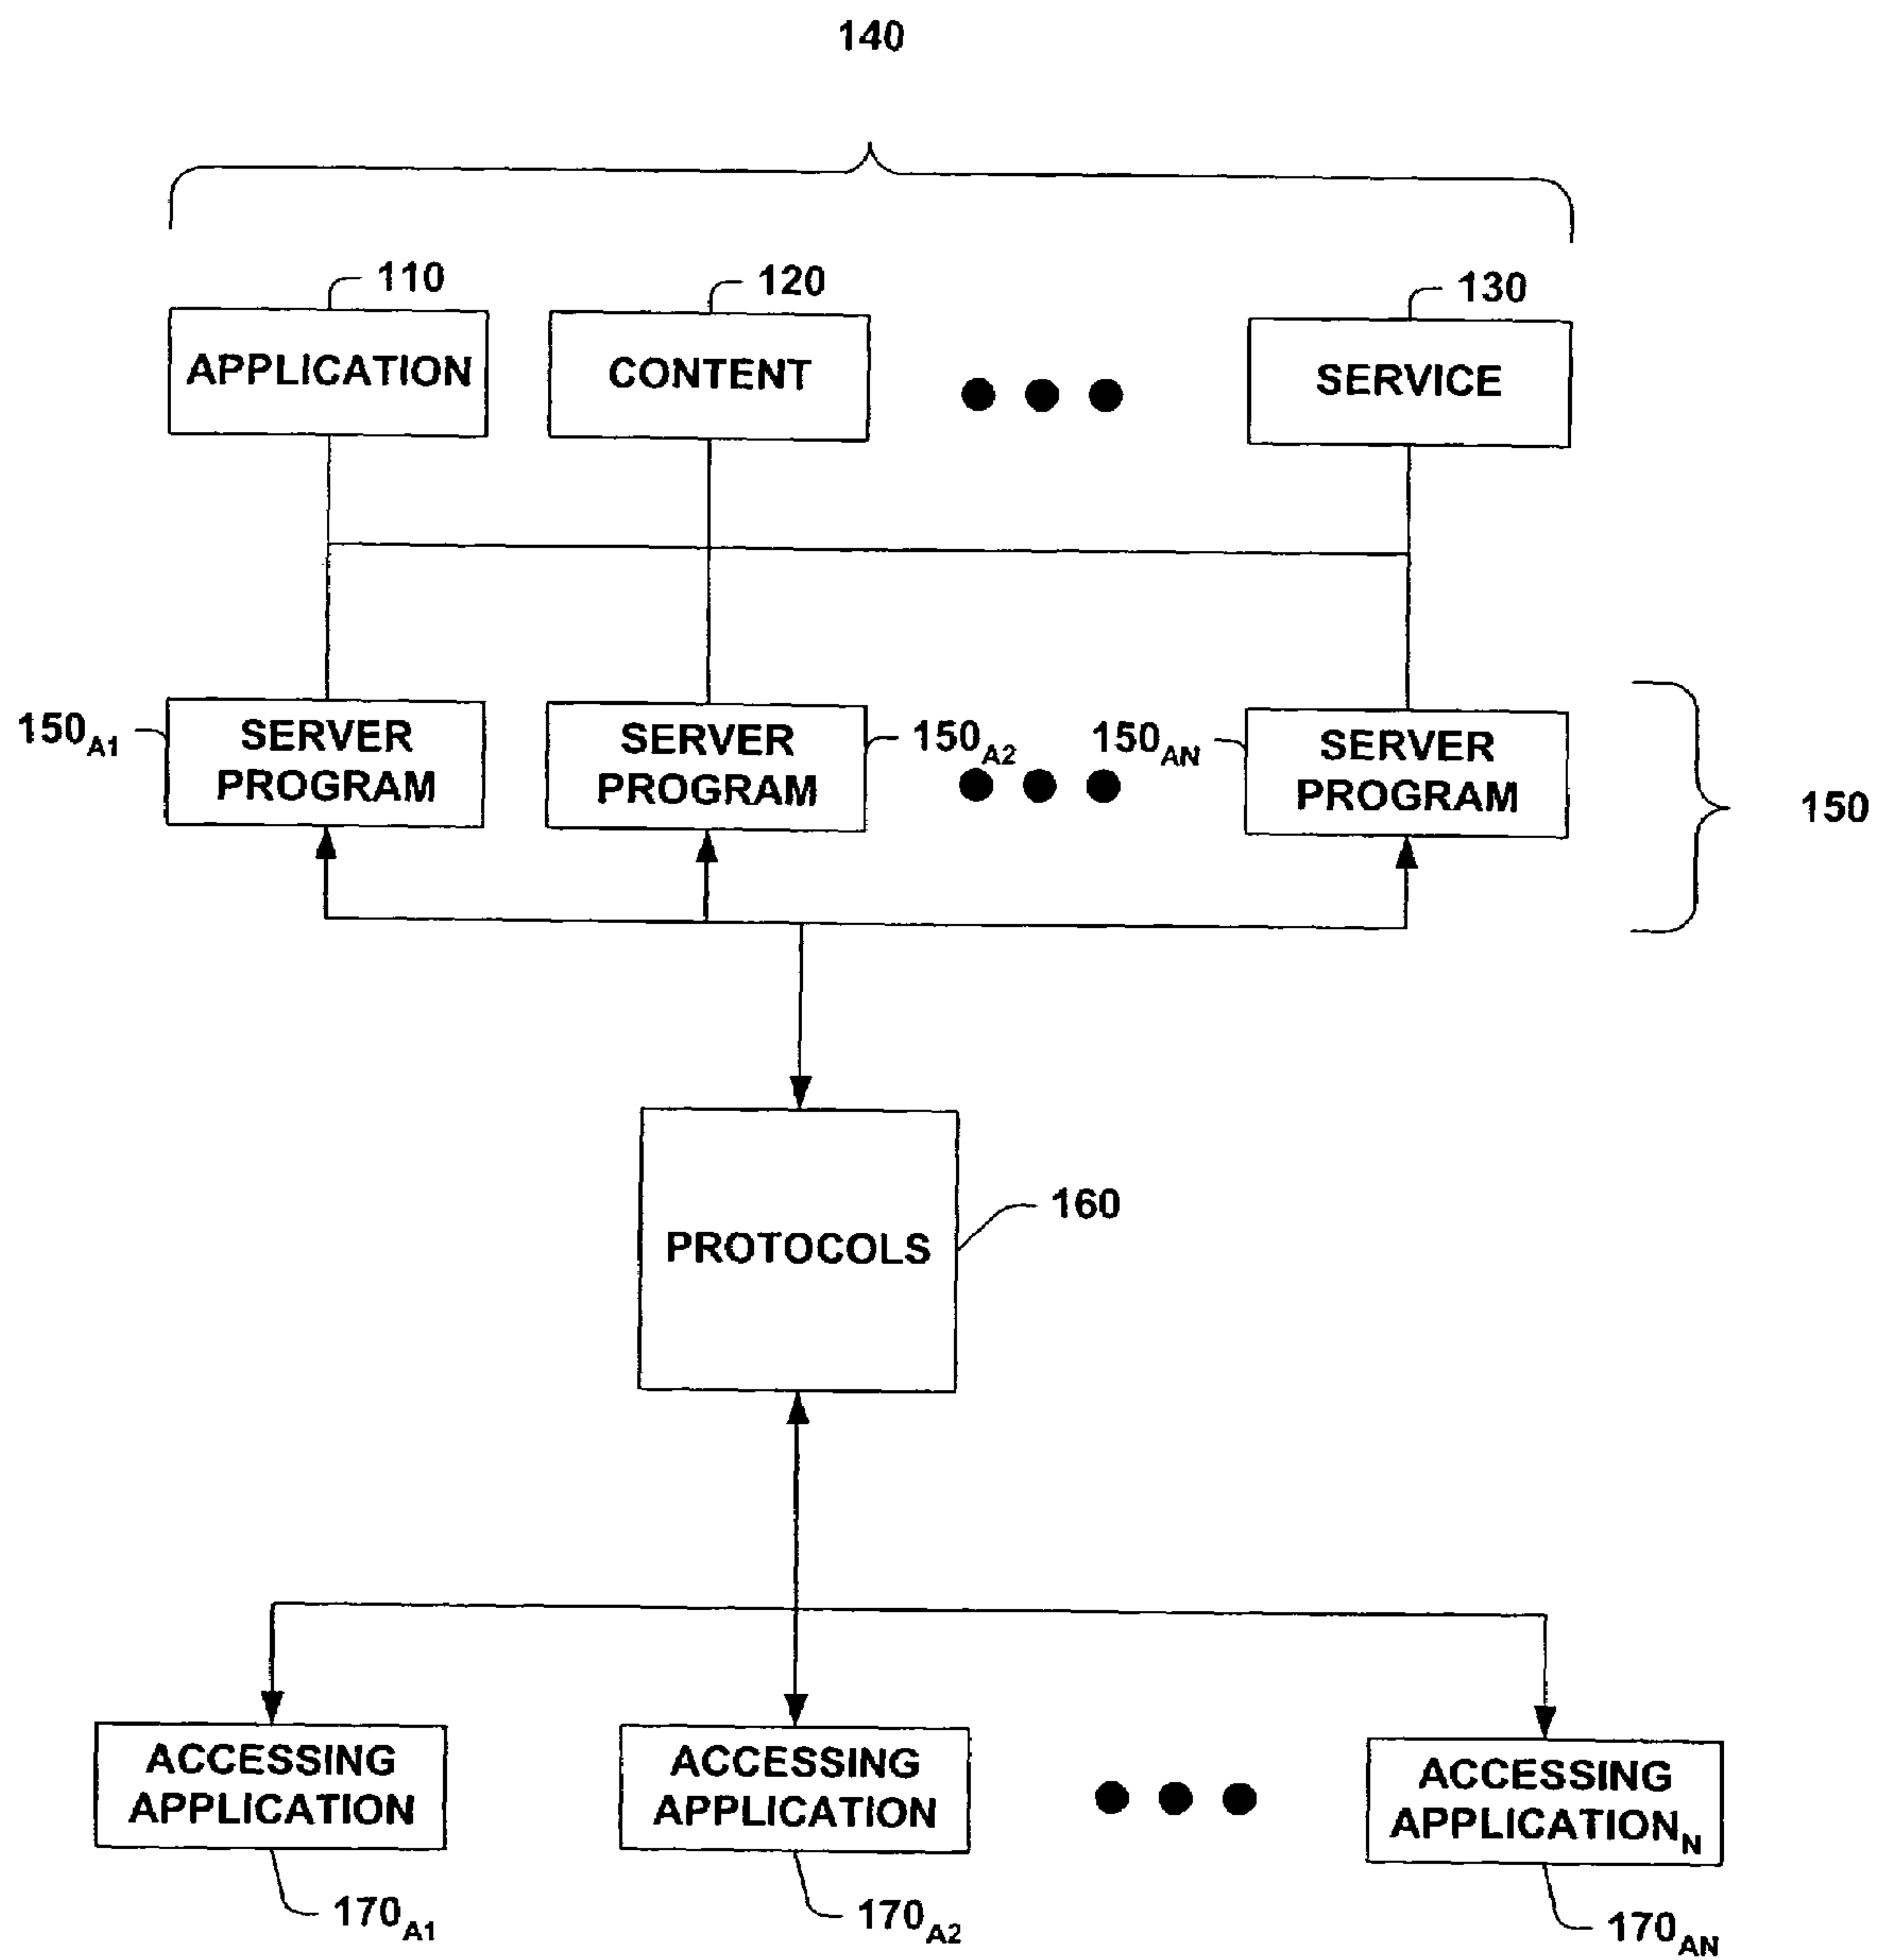 140
110
120
130
APPLICATION
CONTENT
SERVICE
150A1
SERVER
PROGRAM
SERVER
PROGRAM
150A2
150AN
SERVER
PROGRAM
150
PROTOCOLS
160
ACCESSING
APPLICATION
ACCESSING
APPLICATION
ACCESSING
APPLICATIONN
170A1
170A2
170AN